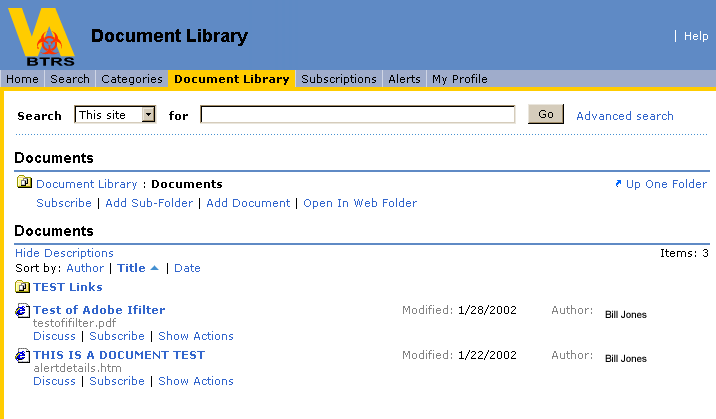 VA
BTRS
Document Library
| Help
Home | Search | Categories | Document Library | Subscriptions | Alerts | My Profile
Search This site for Go Advanced search
Documents
Document Library : Documents Up One Folder
Subscribe | Add Sub-Folder | Add Document | Open In Web Folder
Documents
Hide Descriptions Items: 3
Sort by: Author | Title | Date
TEST Links
Test of Adobe Ifilter Modified: 1/28/2002 Author: Bill Jones
testofifilter.pdf
Discuss | Subscribe | Show Actions
THIS IS A DOCUMENT TEST Modified: 1/22/2002 Author: Bill Jones
alertdetails.htm
Discuss | Subscribe | Show Actions